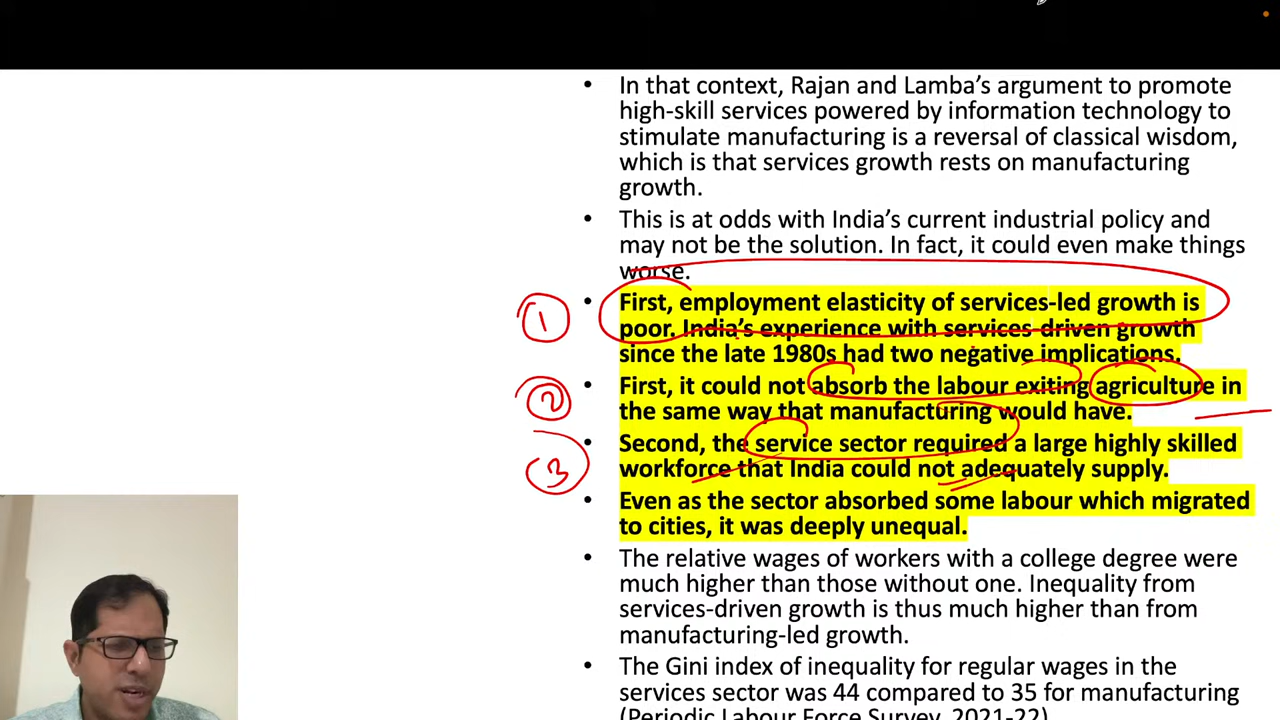 • In that context, Rajan and Lamba's argument to promote
high-skill services powered by information technology to
stimulate manufacturing is a reversal of classical wisdom,
which is that services growth rests on manufacturing
growth.
• This is at odds with India's current industrial policy and
may not be the solution. In fact, it could even make things
worse.
1 • First, employment elasticity of services-led growth is
poor. India's experience with services-driven growth
since the late 1980s had two negative implications.
2 • First, it could not absorb the labour exiting agriculture in
the same way that manufacturing would have.
3 • Second, the service sector required a large highly skilled
workforce that India could not adequately supply.
• Even as the sector absorbed some labour which migrated
to cities, it was deeply unequal.
• The relative wages of workers with a college degree were
much higher than those without one. Inequality from
services-driven growth is thus much higher than from
manufacturing-led growth.
• The Gini index of inequality for regular wages in the
services sector was 44 compared to 35 for manufacturing
(Periodic Labour Force Survey, 2021-22)